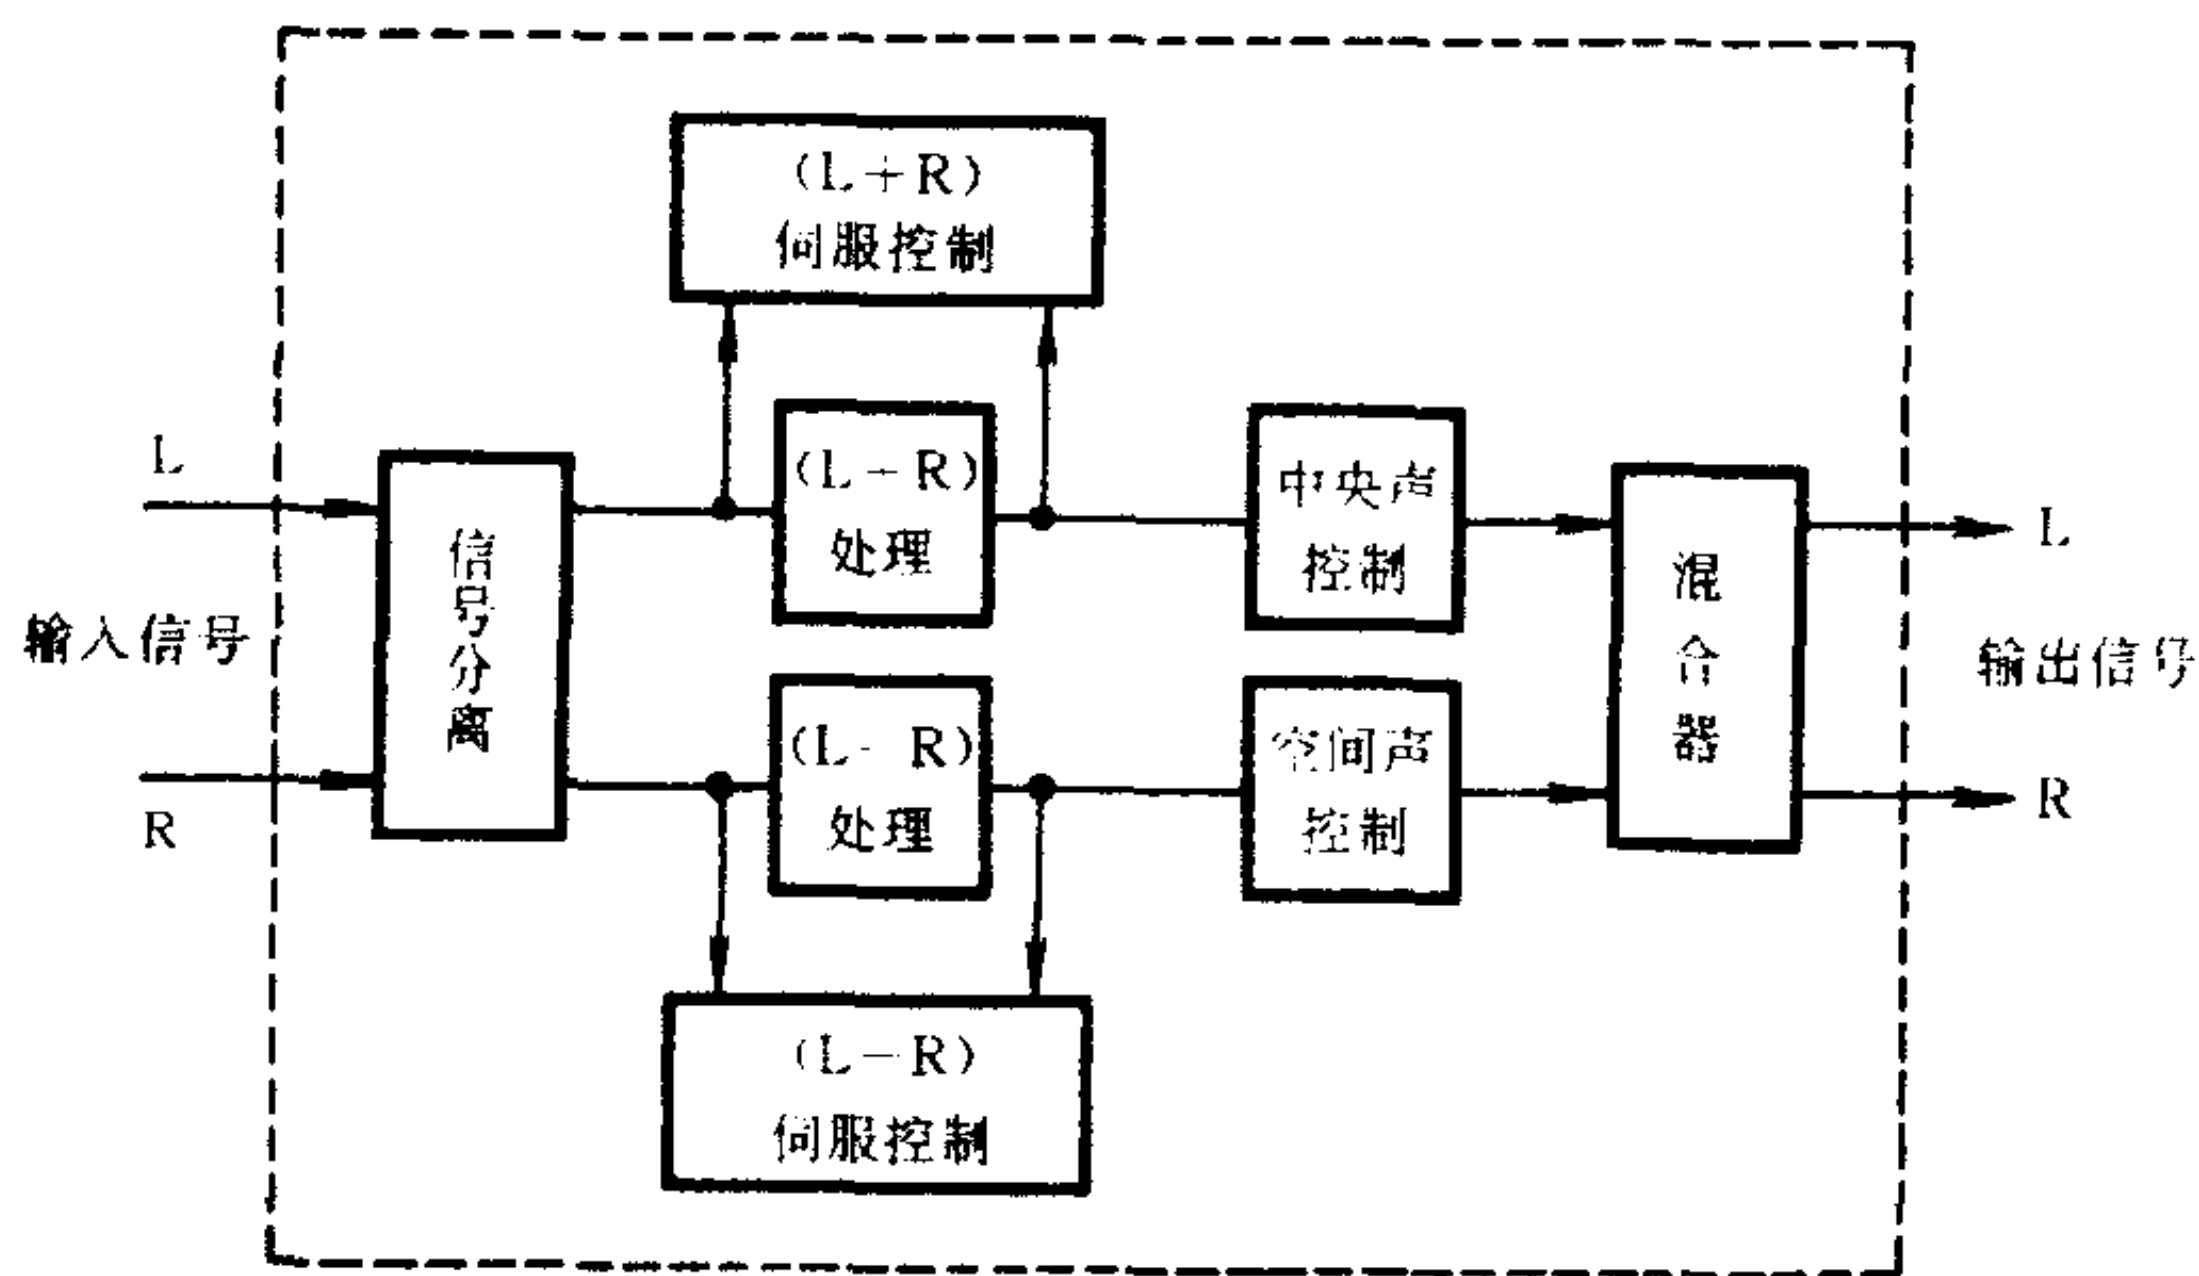 (L+R)
伺服控制
L
输入信号
R
信号分离
(L-R)
处理
(L-R)
处理
(L-R)
伺服控制
中央声
控制
空间声
控制
混合器
L
输出信号
R